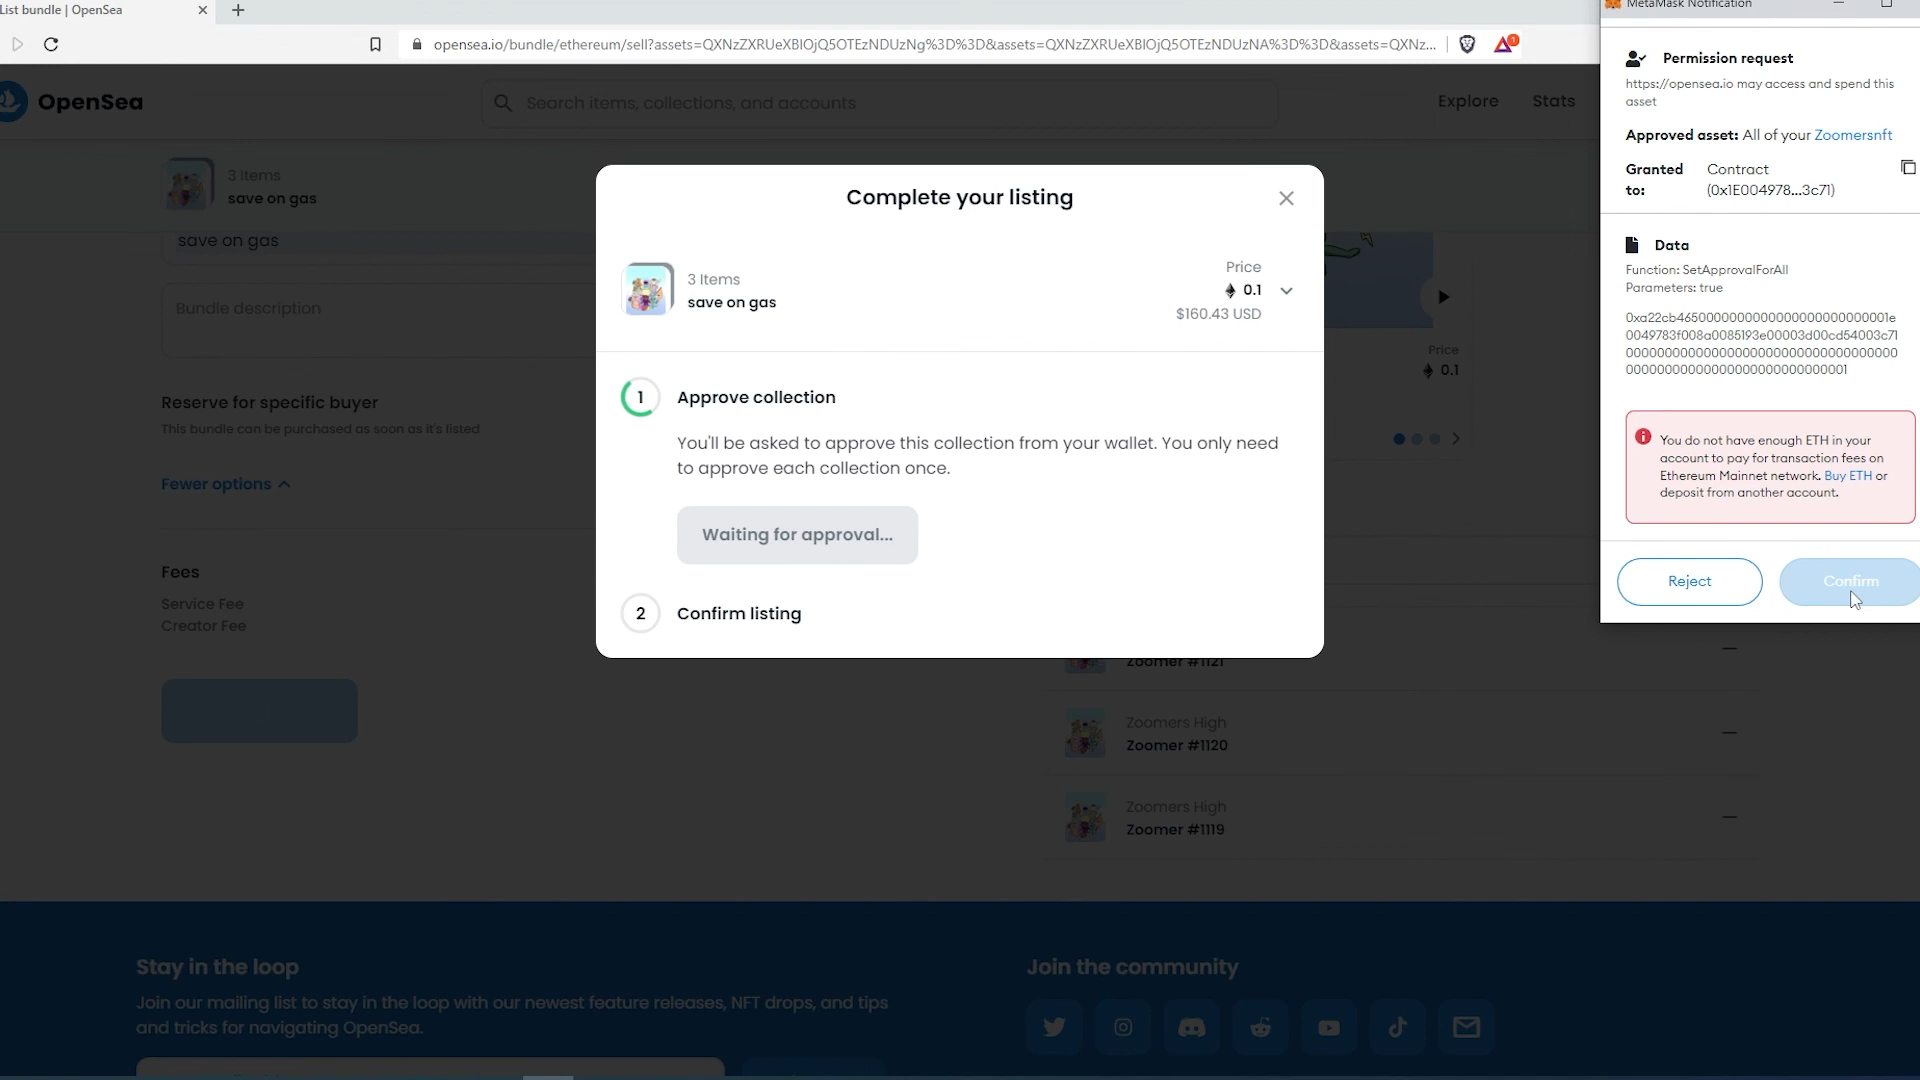 List bundle | OpenSea
opensea.io/bundle/ethereum/sell?assets=QXNzZXRUeXBlOjQ5OTEzNDUzNg%3D%3D&assets=QXNzZXRUeXBlOjQ5OTEzNDUzNA%3D%3D&assets=QXNz...
1
OpenSea
Search items, collections, and accounts
Explore
Stats
3 Items
save on gas
save on gas
Bundle description
Reserve for specific buyer
This bundle can be purchased as soon as it's listed
Fewer options
Fees
Service Fee
Creator Fee
Complete your listing
3 Items
save on gas
Price
0.1
$160.43 USD
1 Approve collection
You'll be asked to approve this collection from your wallet. You only need
to approve each collection once.
Waiting for approval...
2 Confirm listing
Price
0.1
Zoomer #1121
Zoomers High
Zoomer #1120
Zoomers High
Zoomer #1119
MetaMask Notification
Permission request
https://opensea.io may access and spend this
asset
Approved asset: All of your Zoomersnft
Granted to:
Contract
(0x1E004978...3c71)
Data
Function: SetApprovalForAll
Parameters: true
0049783f008a0085193e00003d00cd54003c71
You do not have enough ETH in your
account to pay for transaction fees on
Ethereum Mainnet network. Buy ETH or
deposit from another account.
Reject
Confirm
Stay in the loop
Join our mailing list to stay in the loop with our newest feature releases, NFT drops, and tips
and tricks for navigating OpenSea.
Join the community